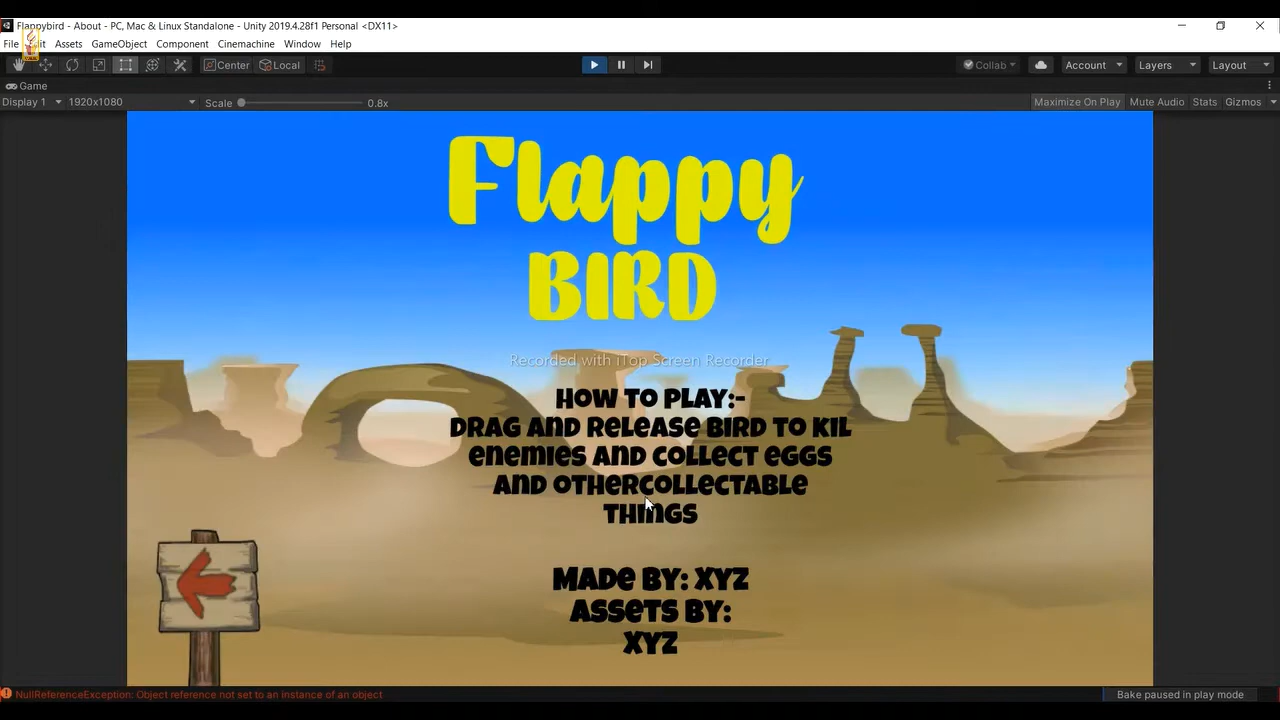 Flappybird - About - PC, Mac & Linux Standalone - Unity 2019.4.28f1 Personal <DX11>
File Assets GameObject Component Cinemachine Window Help
Center Local Collab Account Layers Layout
Game
Display 1 1920x1080 Scale 0.8x Maximize On Play Mute Audio Stats Gizmos
Flappy
BIRD
Recorded with iTop Screen Recorder
HOW TO PLAY:-
DRAG AND RELEASE BIRD TO KIL
ENEMIES AND COLLECT EGGS
AND OTHERCOLLECTABLE
THINGS
MADE BY: XYZ
ASSETS BY:
XYZ
NullReferenceException: Object reference not set to an instance of an object
Bake paused in play mode